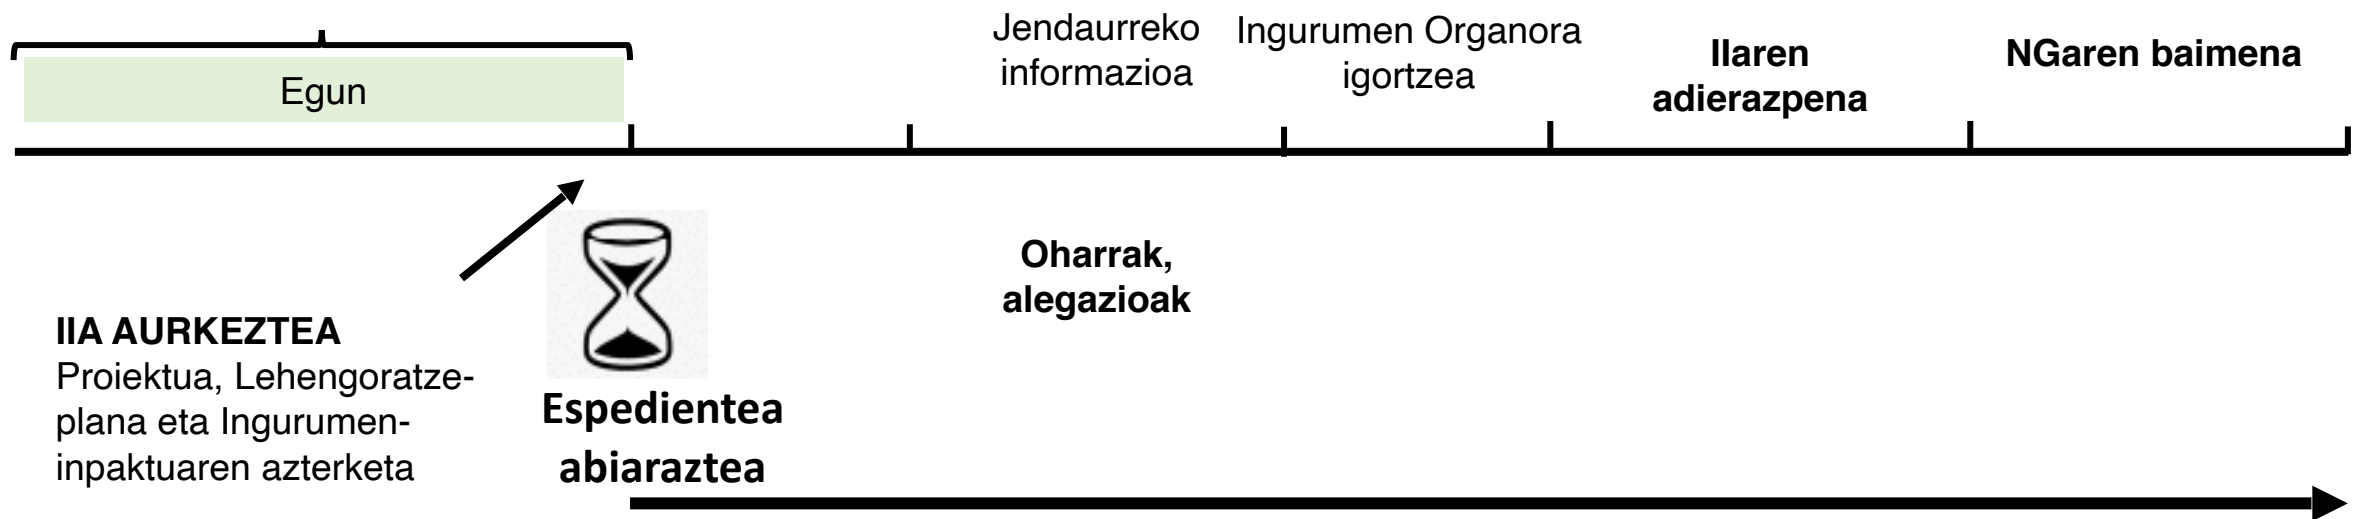 Egun
Jendaurreko
informazioa
Ingurumen Organora
igortzea
IIaren
adierazpena
NGaren baimena
Oharrak,
alegazioak
IIA AURKEZTEA
Proiektua, Lehengoratze-
plana eta Ingurumen-
inpaktuaren azterketa
Espedientea
abiaraztea